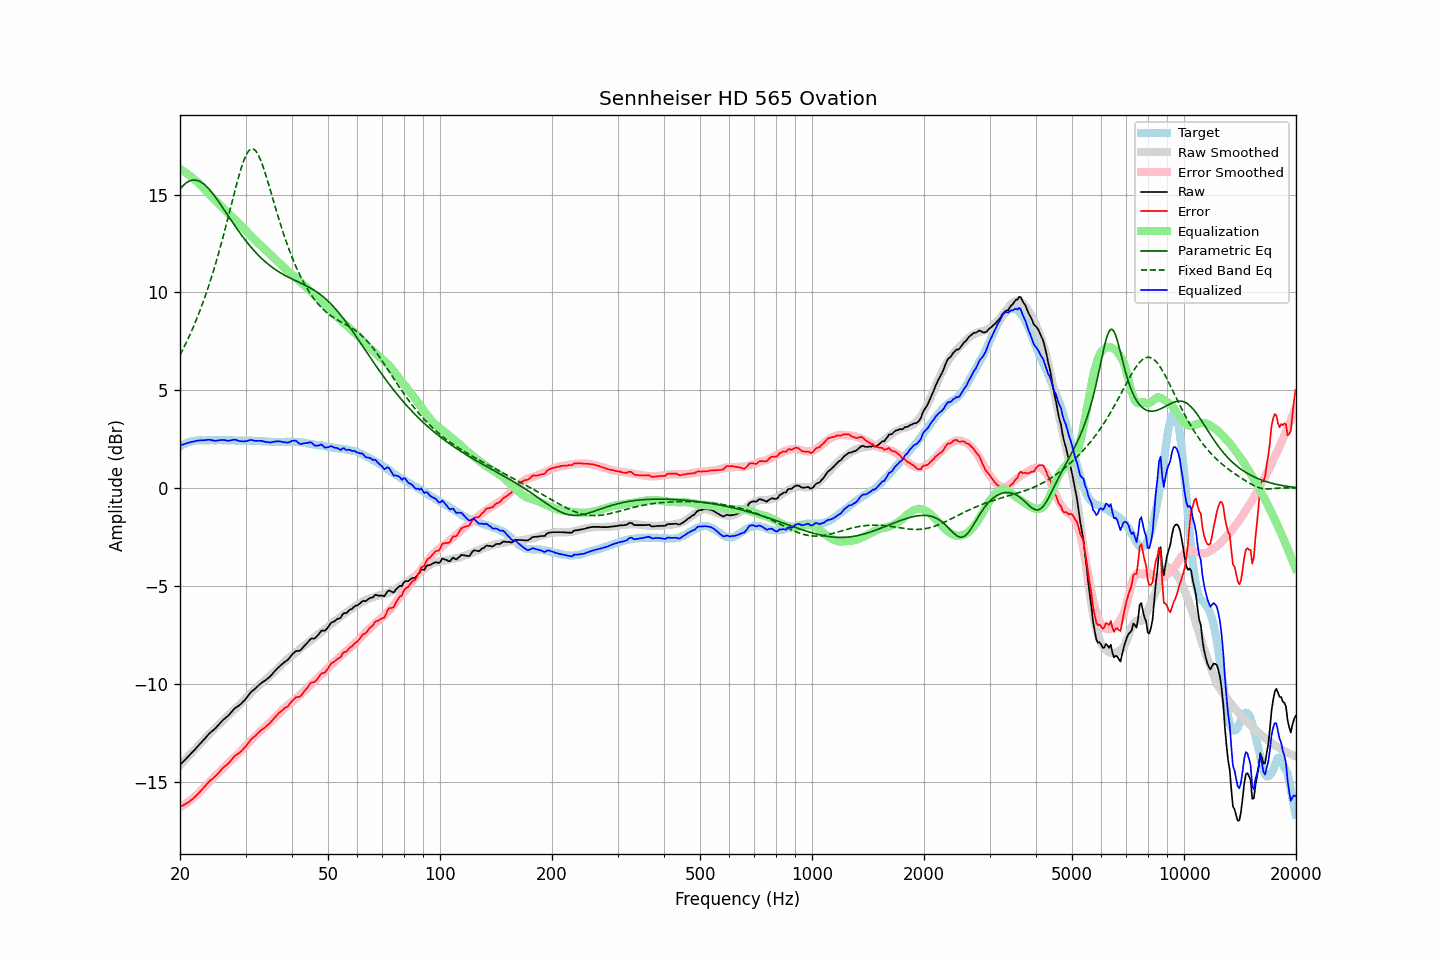 Sennheiser HD 565 Ovation
Target
Raw Smoothed
Error Smoothed
Raw
Error
Equalization
Parametric Eq
Fixed Band Eq
Equalized
Amplitude (dBr)
15
10
5
0
−5
−10
−15
20 50 100 200 500 1000 2000 5000 10000 20000
Frequency (Hz)